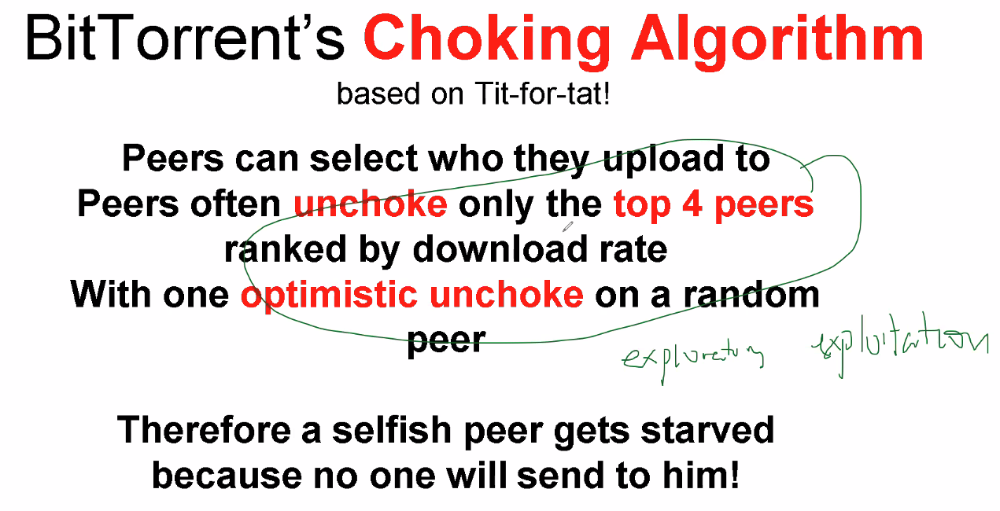 BitTorrent’s Choking Algorithm
based on Tit-for-tat!
Peers can select who they upload to
Peers often unchoke only the top 4 peers
ranked by download rate
With one optimistic unchoke on a random
peer
exploratory exploitation
Therefore a selfish peer gets starved
because no one will send to him!